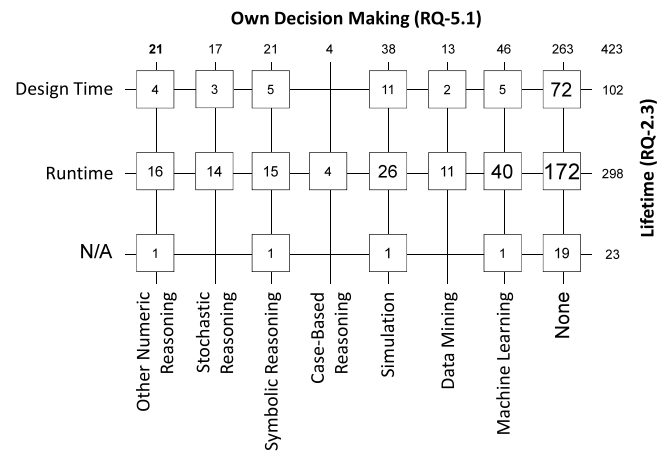 Own Decision Making (RQ-5.1)
21 17 21 4 38 13 46 263 423
Design Time 4 3 5 11 2 5 72 102
Runtime 16 14 15 4 26 11 40 172 298
N/A 1 1 1 1 19 23
Lifetime (RQ-2.3)
Other Numeric
Reasoning
Stochastic
Reasoning
Symbolic Reasoning
Case-Based
Reasoning
Simulation
Data Mining
Machine Learning
None